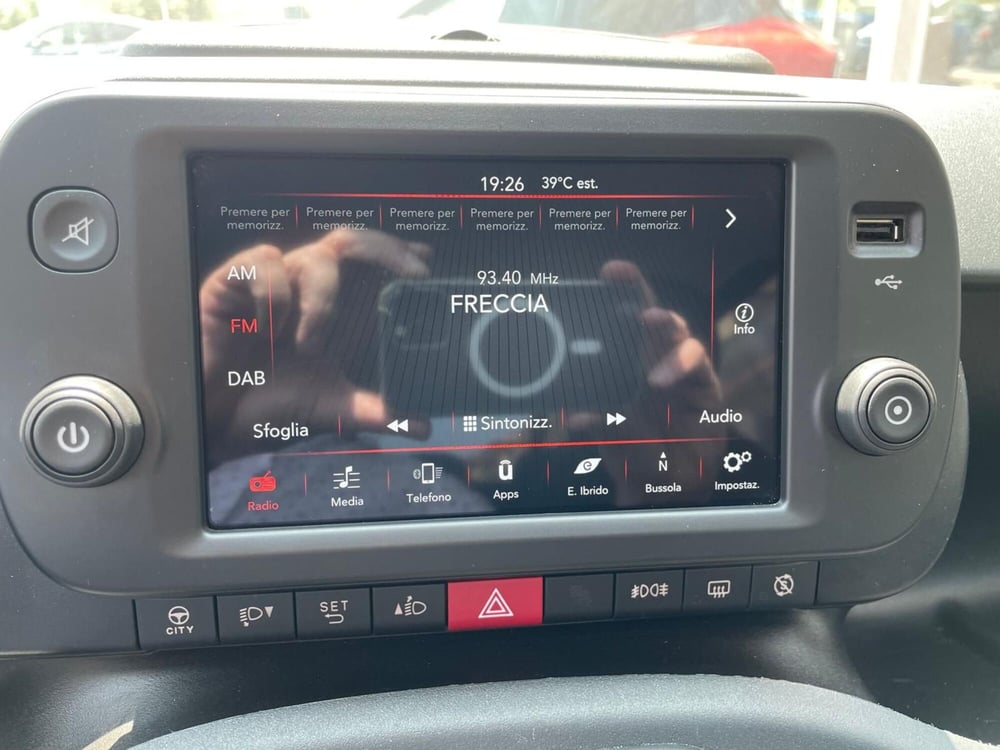 19:26 39°C est.
Premere per memorizz.
Premere per memorizz.
Premere per memorizz.
Premere per memorizz.
Premere per memorizz.
Premere per memorizz.
AM
93.40 MHz
FRECCIA
FM
i
Info
DAB
Sfoglia
Sintonizz.
Audio
Radio
Media
Telefono
ū
Apps
e
E. Ibrido
N
Bussola
Impostaz.
CITY
SET